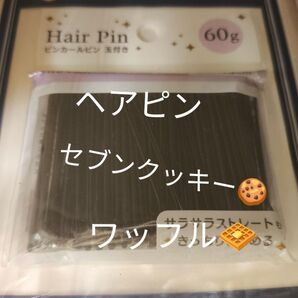 Hair Pin
ピンカールピン 玉付き
60g
ヘアピン
セブンクッキー🍪
ワッフル🧇
サラサラストレートも